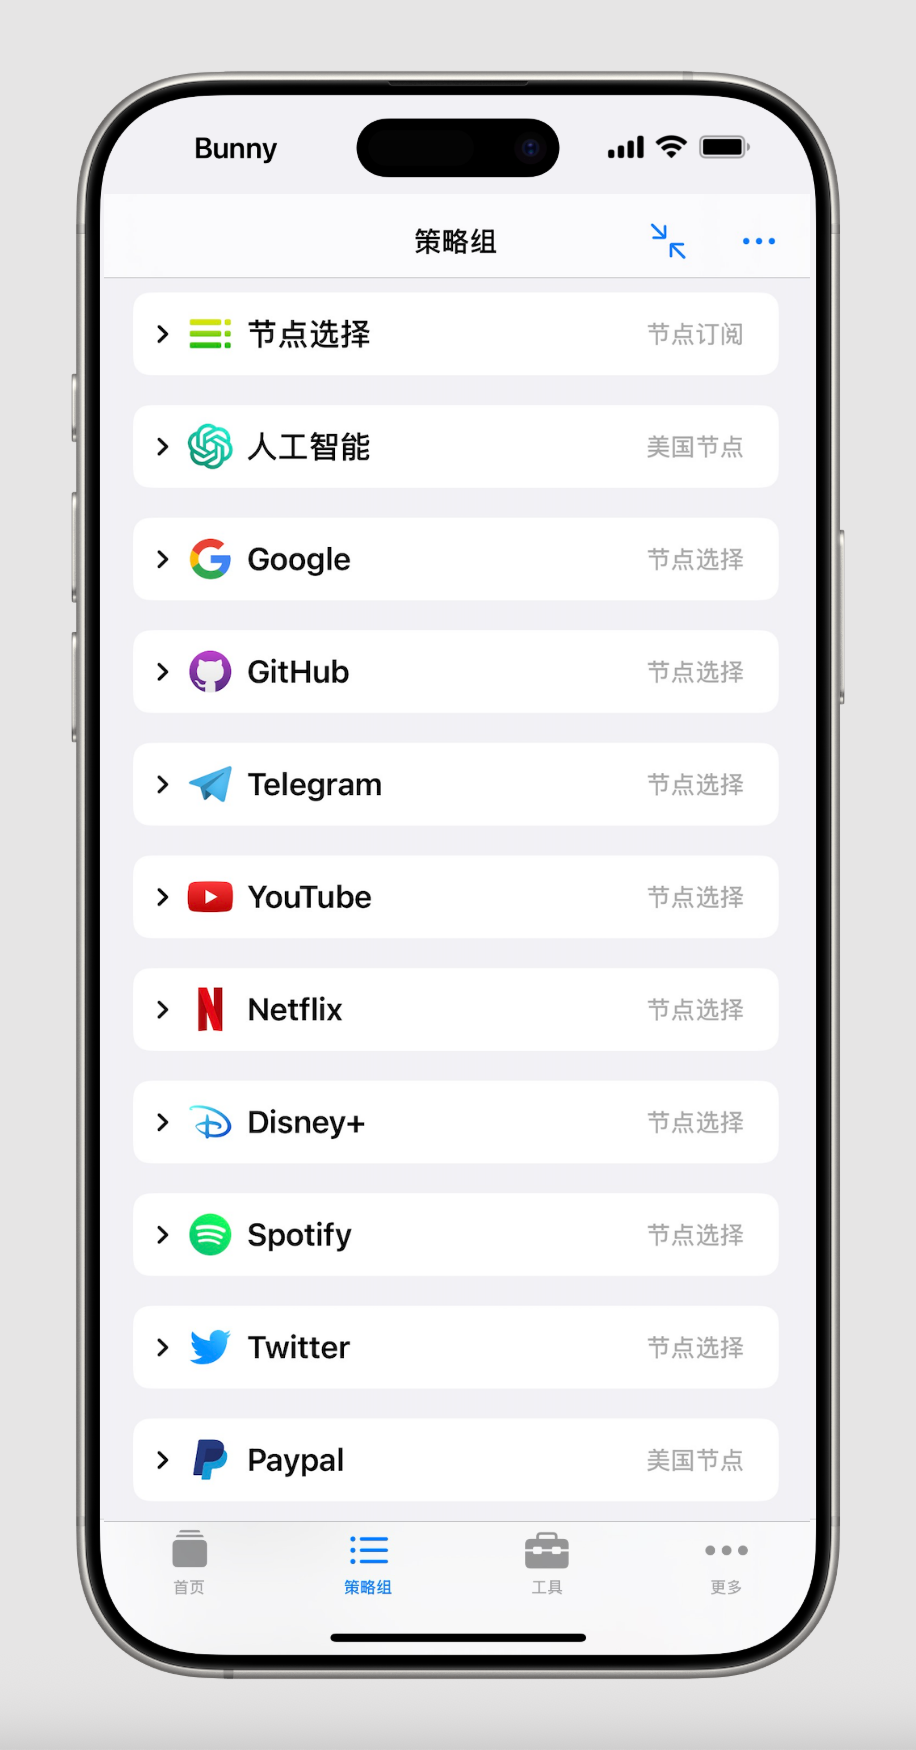 Bunny
策略组
节点选择 节点订阅
人工智能 美国节点
Google 节点选择
GitHub 节点选择
Telegram 节点选择
YouTube 节点选择
Netflix 节点选择
Disney+ 节点选择
Spotify 节点选择
Twitter 节点选择
Paypal 美国节点
首页 策略组 工具 更多